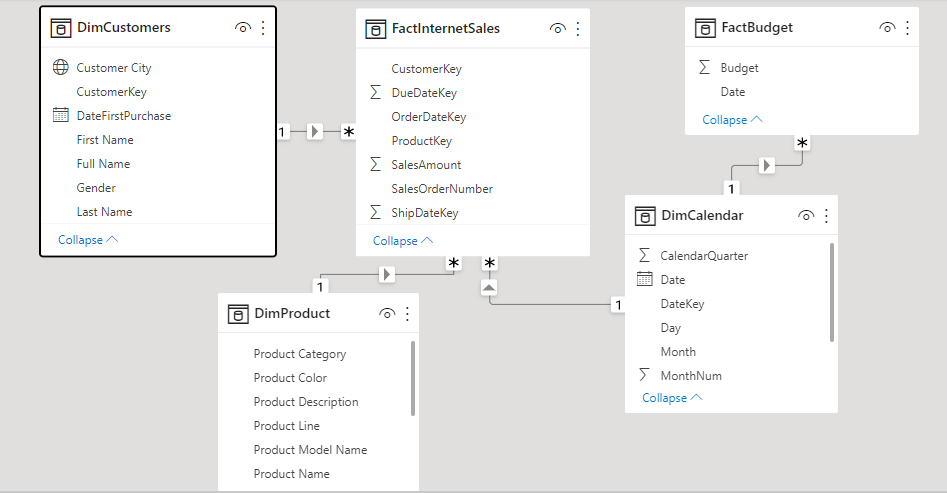 DimCustomers
Customer City
CustomerKey
DateFirstPurchase
First Name
Full Name
Gender
Last Name
Collapse
1
*
FactInternetSales
CustomerKey
DueDateKey
OrderDateKey
ProductKey
SalesAmount
SalesOrderNumber
ShipDateKey
Collapse
FactBudget
Budget
Date
Collapse
*
1
DimCalendar
CalendarQuarter
Date
DateKey
Day
Month
MonthNum
Collapse
*
*
1
1
DimProduct
Product Category
Product Color
Product Description
Product Line
Product Model Name
Product Name